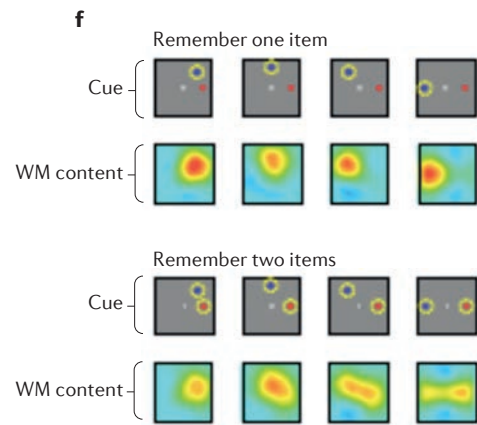 f
Remember one item
Cue
WM content
Remember two items
Cue
WM content